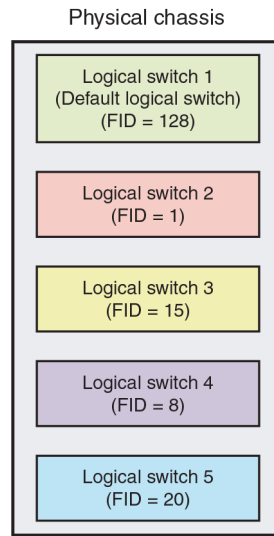 Physical chassis
Logical switch 1
(Default logical switch)
(FID = 128)
Logical switch 2
(FID = 1)
Logical switch 3
(FID = 15)
Logical switch 4
(FID = 8)
Logical switch 5
(FID = 20)